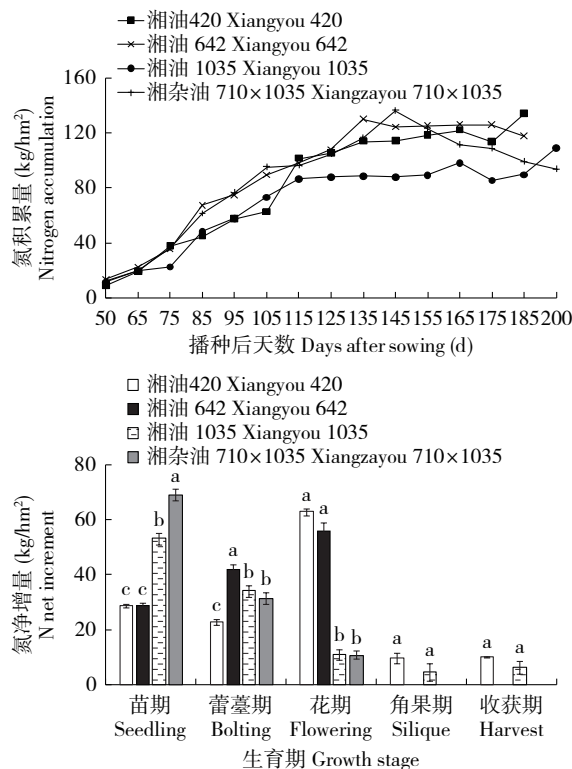 湘油420 Xiangyou 420
湘油 642 Xiangyou 642
湘油 1035 Xiangyou 1035
湘杂油 710×1035 Xiangzayou 710×1035
氮积累量 (kg/hm²)
Nitrogen accumulation
160
120
80
40
0
50 65 75 85 95 105 115 125 135 145 155 165 175 185 200
播种后天数 Days after sowing (d)
湘油420 Xiangyou 420
湘油 642 Xiangyou 642
湘油 1035 Xiangyou 1035
湘杂油 710×1035 Xiangzayou 710×1035
氮净增量 (kg/hm²)
N net increment
80
60
40
20
0
c c b a
c a b b
a a b b
a a
a a
苗期 蕾薹期 花期 角果期 收获期
Seedling Bolting Flowering Silique Harvest
生育期 Growth stage